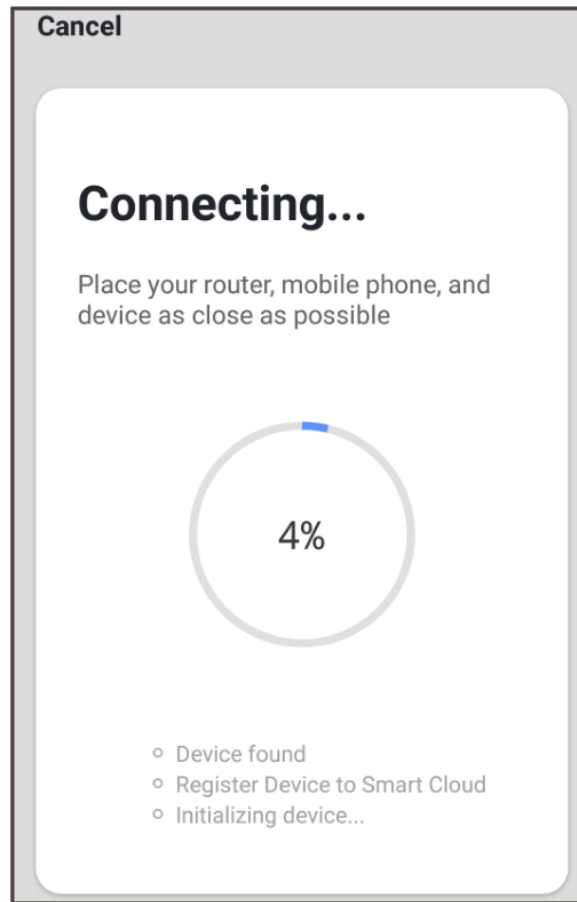 Cancel
Connecting...
Place your router, mobile phone, and
device as close as possible
4%
Device found
Register Device to Smart Cloud
Initializing device...